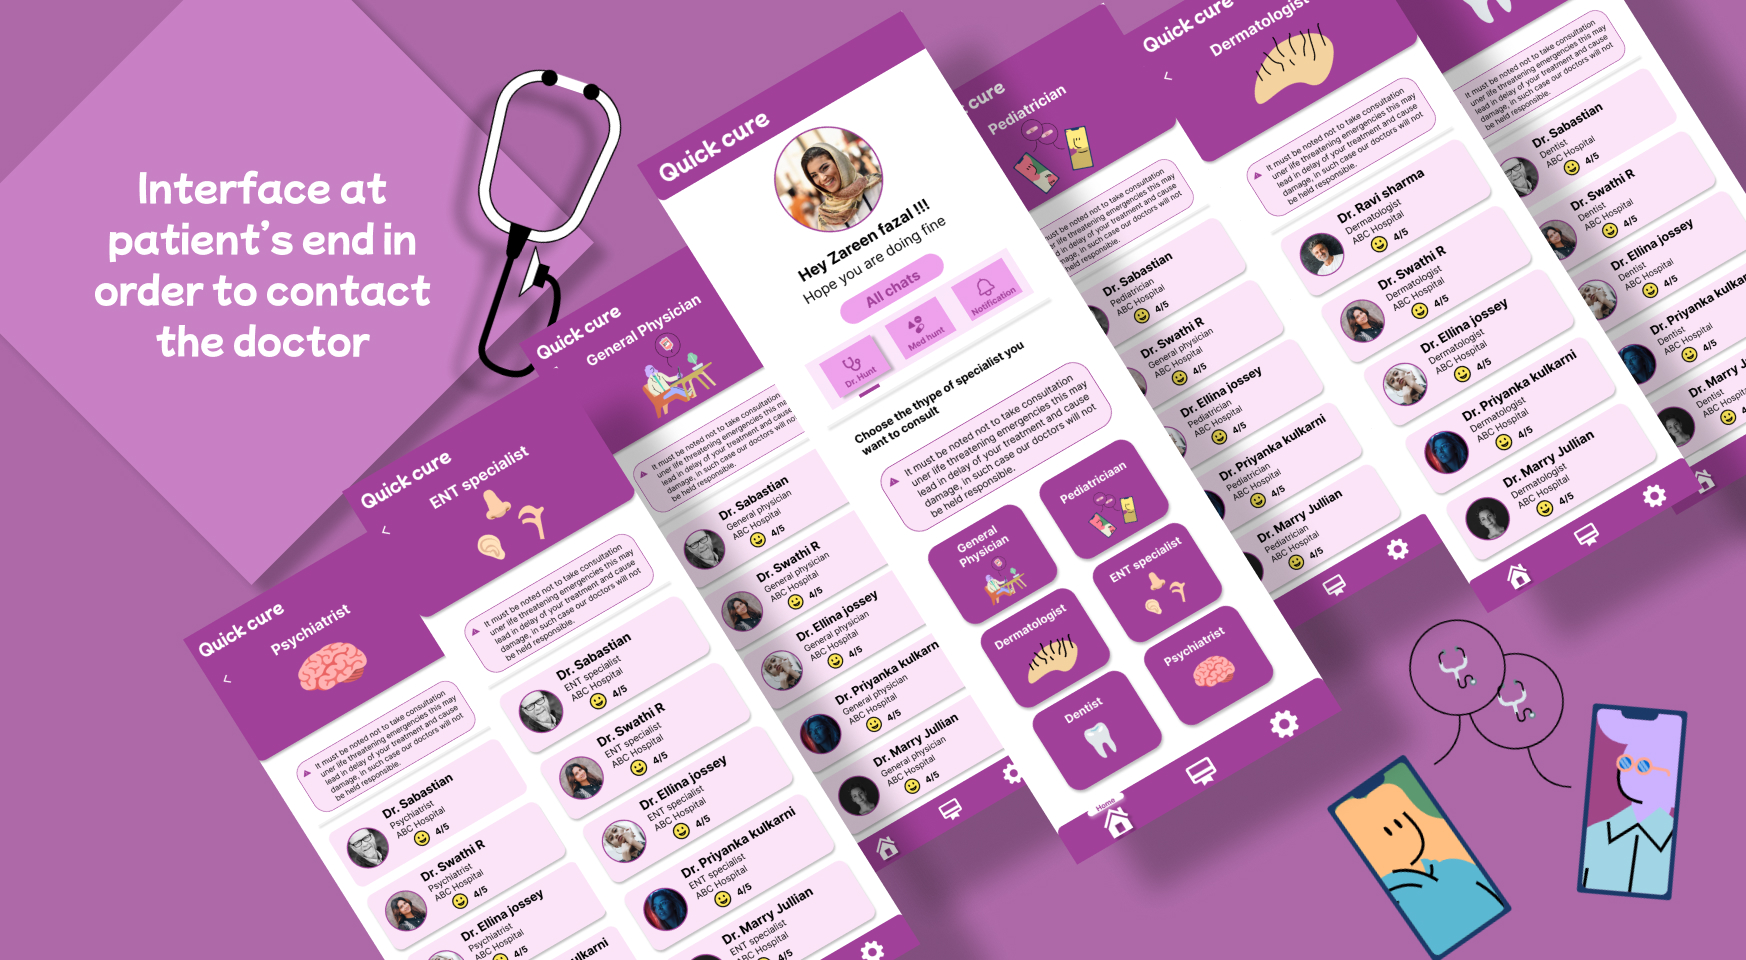 Interface at
patient's end in
order to contact
the doctor
Quick cure
Psychiatrist
It must be noted not to take consultation
uner life threatening emergencies this may
lead in delay of your treatment and cause
damage, in such case our doctors will not
be held responsible.
Dr. Sabastian
Psychiatrist
ABC Hospital
4/5
Dr. Swathi R
Psychiatrist
ABC Hospital
4/5
Dr. Ellina jossey
Psychiatrist
ABC Hospital
4/5
Quick cure
ENT specialist
It must be noted not to take consultation
uner life threatening emergencies this may
lead in delay of your treatment and cause
damage, in such case our doctors will not
be held responsible.
Dr. Sabastian
ENT specialist
ABC Hospital
4/5
Dr. Swathi R
ENT specialist
ABC Hospital
4/5
Dr. Ellina jossey
ENT specialist
ABC Hospital
4/5
Dr. Priyanka kulkarni
ENT specialist
ABC Hospital
4/5
Dr. Marry Jullian
ENT specialist
ABC Hospital
4/5
Quick cure
General Physician
It must be noted not to take consultation
uner life threatening emergencies this may
lead in delay of your treatment and cause
damage, in such case our doctors will not
be held responsible.
Dr. Sabastian
General physician
ABC Hospital
4/5
Dr. Swathi R
General physician
ABC Hospital
4/5
Dr. Ellina jossey
General physician
ABC Hospital
4/5
Dr. Priyanka kulkarn
General physician
ABC Hospital
4/5
Dr. Marry Jullian
General physician
ABC Hospital
4/5
Quick cure
Hey Zareen fazal !!!
Hope you are doing fine
All chats
Dr. Hunt
Med hunt
Notification
Choose the thype of specialist you
want to consult
It must be noted not to take consultation
uner life threatening emergencies this may
lead in delay of your treatment and cause
damage, in such case our doctors will not
be held responsible.
General
Physician
Pediatriciaan
Dermatologist
ENT specialist
Dentist
Psychiatrist
Home
cure
Pediatrician
must be noted not to take consultation
life threatening emergencies this may
in delay of your treatment and cause
damage, in such case our doctors will not
held responsible.
Dr. Sabastian
Pediatrician
ABC Hospital
4/5
Dr. Swathi R
General physician
ABC Hospital
4/5
Dr. Ellina jossey
Pediatrician
ABC Hospital
4/5
Dr. Priyanka kulkarni
Pediatrician
ABC Hospital
4/5
Dr. Marry Jullian
Pediatrician
ABC Hospital
4/5
Quick cure
Dermatologist
It must be noted not to take consultation
uner life threatening emergencies this may
lead in delay of your treatment and cause
damage, in such case our doctors will not
be held responsible.
Dr. Ravi sharma
Dermatologist
ABC Hospital
4/5
Dr. Swathi R
Dermatologist
ABC Hospital
4/5
Dr. Ellina jossey
Dermatologist
ABC Hospital
4/5
Dr. Priyanka kulkarni
Dermatologist
ABC Hospital
4/5
Dr. Marry Jullian
Dermatologist
ABC Hospital
4/5
It must be noted not to take consultation
uner life threatening emergencies this may
lead in delay of your treatment and cause
damage, in such case our doctors will not
be held responsible.
Dr. Sabastian
Dentist
ABC Hospital
4/5
Dr. Swathi R
Dentist
ABC Hospital
4/5
Dr. Ellina jossey
Dentist
ABC Hospital
4/5
Dr. Priyanka kulkar
Dentist
ABC Hospital
4/5
Dr. Marry J
Dentist
ABC Hospita
4/5